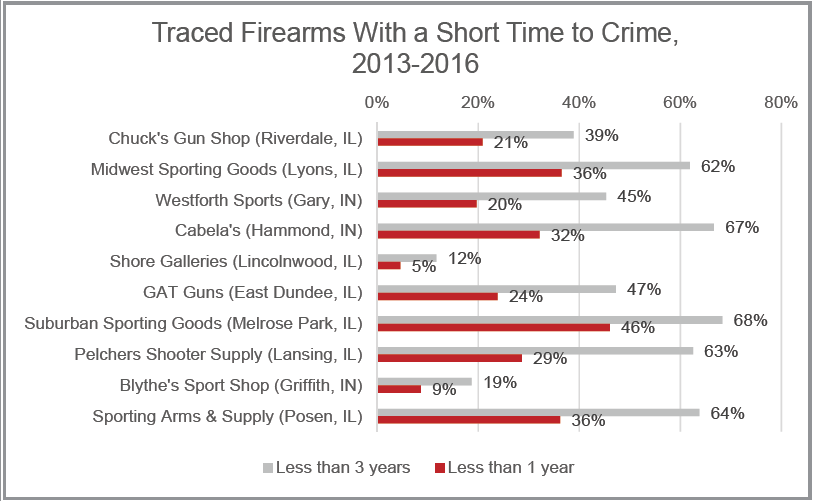 Traced Firearms With a Short Time to Crime,
2013-2016
0% 20% 40% 60% 80%
Chuck's Gun Shop (Riverdale, IL) 39%
21%
Midwest Sporting Goods (Lyons, IL) 62%
36%
Westforth Sports (Gary, IN) 45%
20%
Cabela's (Hammond, IN) 67%
32%
Shore Galleries (Lincolnwood, IL) 12%
5%
GAT Guns (East Dundee, IL) 47%
24%
Suburban Sporting Goods (Melrose Park, IL) 68%
46%
Pelchers Shooter Supply (Lansing, IL) 63%
29%
Blythe's Sport Shop (Griffith, IN) 19%
9%
Sporting Arms & Supply (Posen, IL) 64%
36%
Less than 3 years Less than 1 year